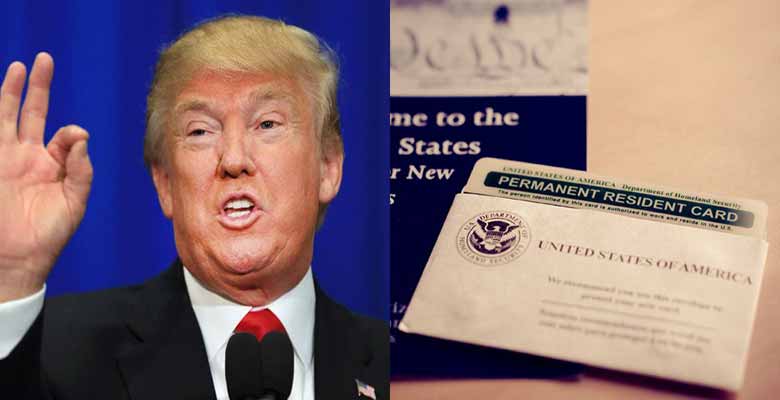 We the
me to the
States
or New
s
UNITED STATES OF AMERICA Department of Homeland Security
PERMANENT RESIDENT CARD
The person identified by this card is authorized to work and reside in the U.S.
U.S. DEPARTMENT OF HOMELAND SECURITY
UNITED STATES OF AMERICA
We recommend you use this envelope to
protect your new card.